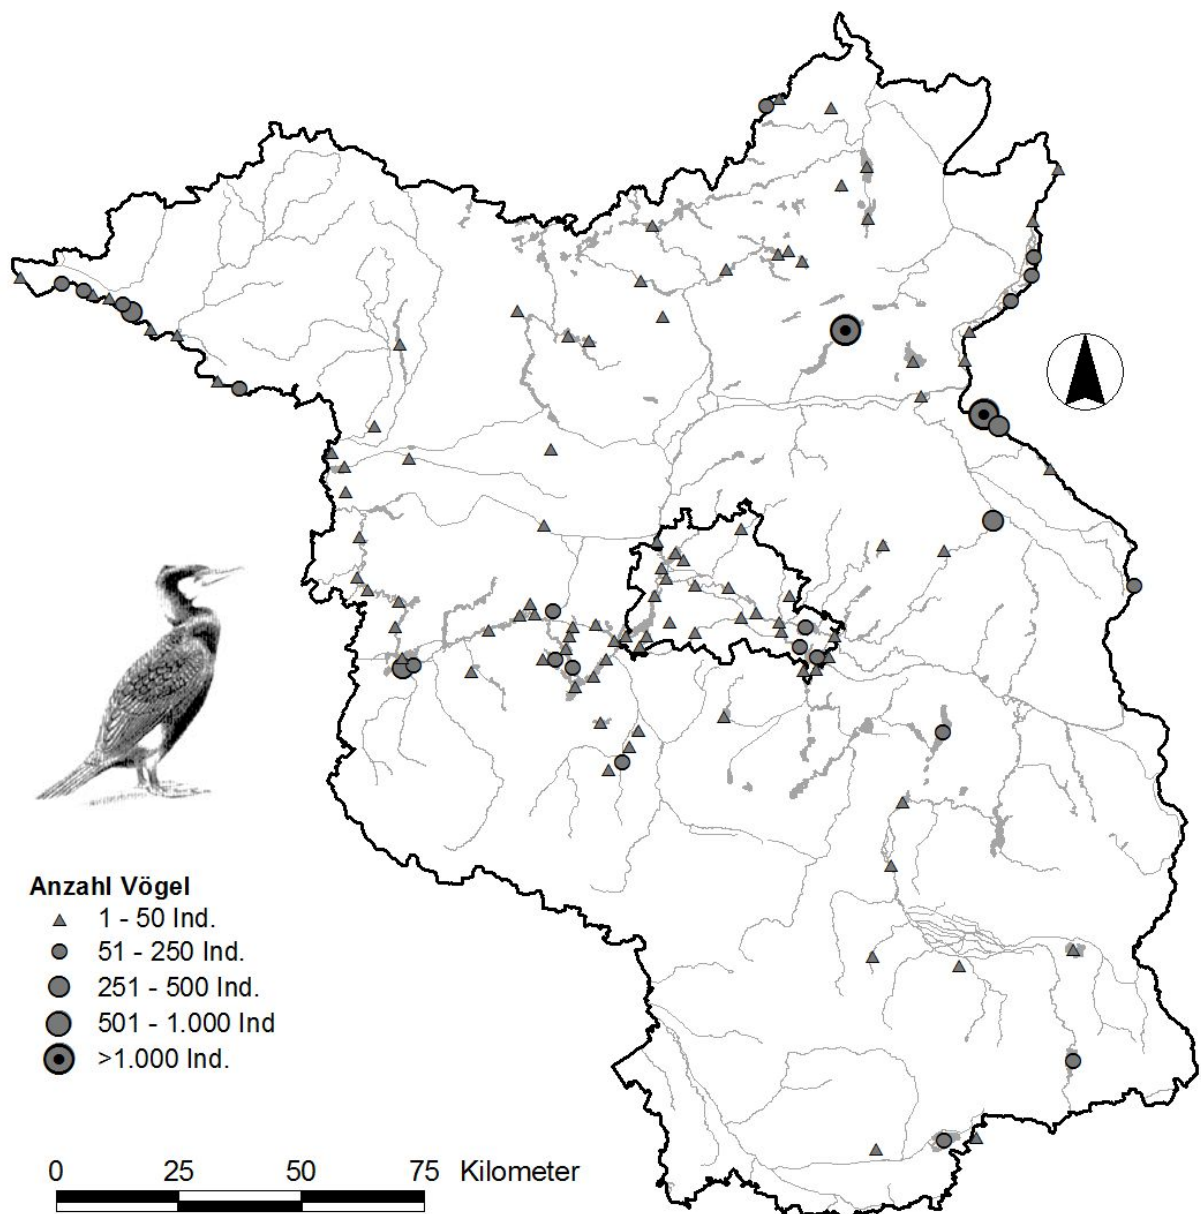 Anzahl Vögel
1 - 50 Ind.
51 - 250 Ind.
251 - 500 Ind.
501 - 1.000 Ind
>1.000 Ind.
0 25 50 75 Kilometer